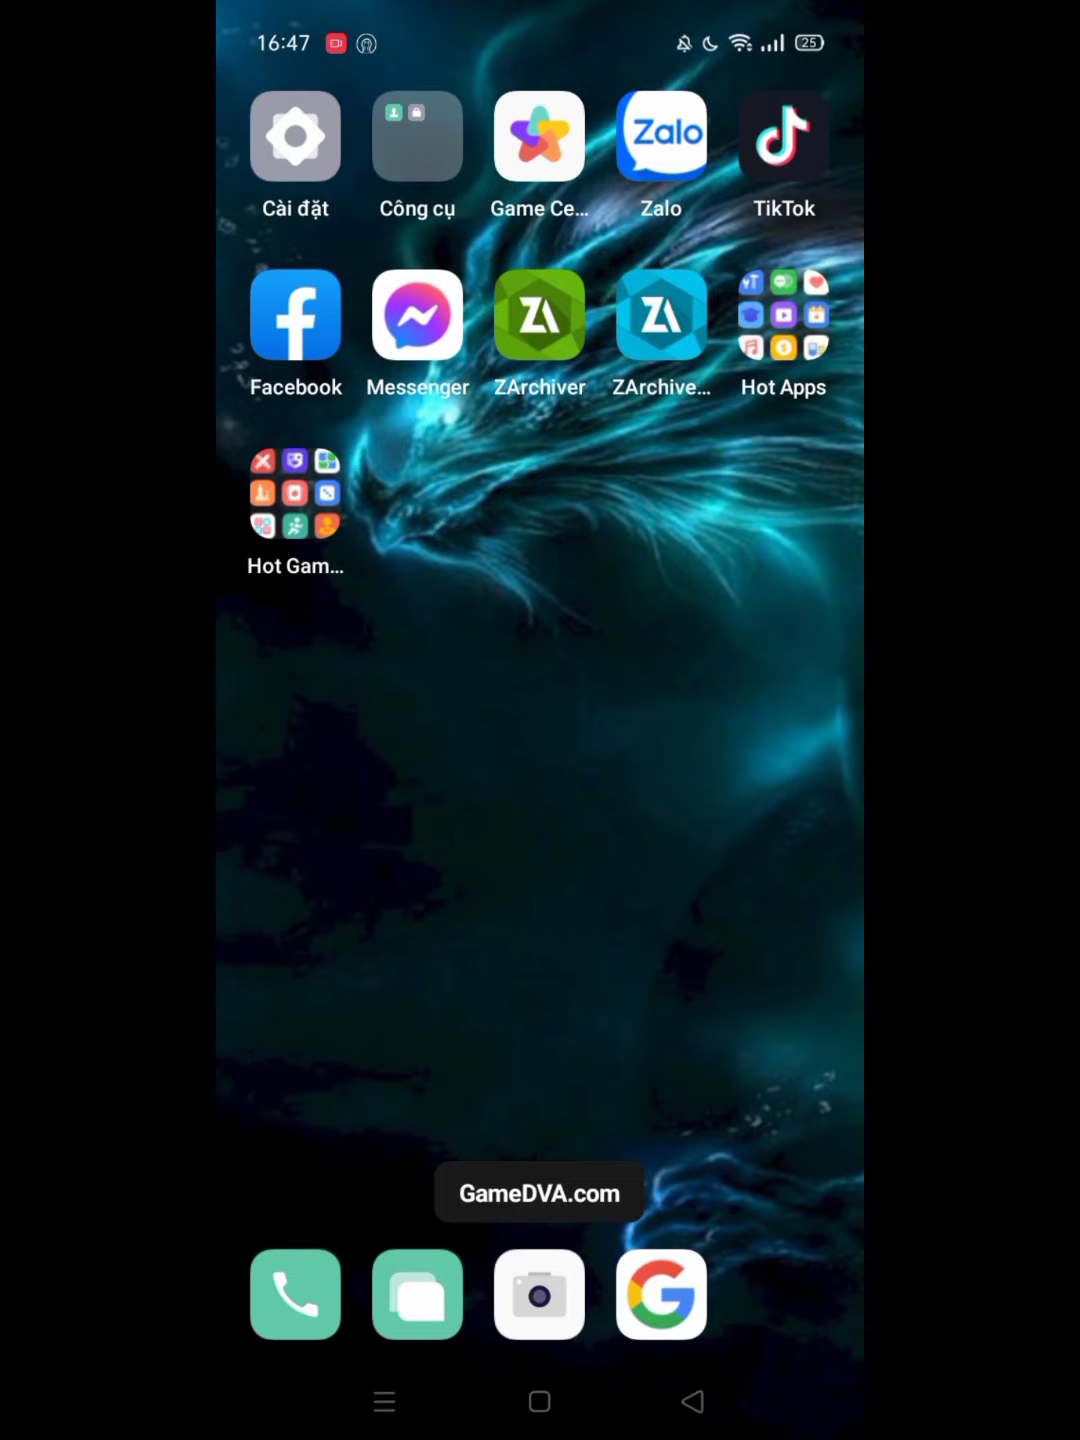 16:47
25
Zalo
Cài đặt
Công cụ
Game Ce...
Zalo
TikTok
Facebook
Messenger
ZArchiver
ZArchive...
Hot Apps
Hot Gam...
GameDVA.com